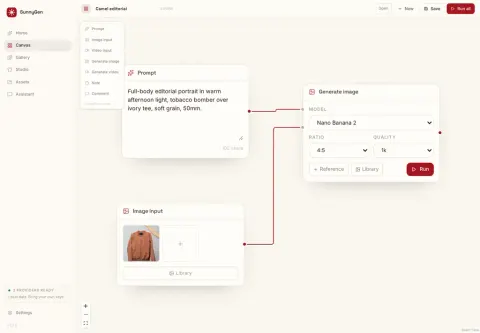 SunnyGen
Home
Canvas
Gallery
Studio
Assets
Assistant
Settings
Camel editorial
New
Save
Run all
Prompt
Image input
Video input
Generate image
Generate video
Note
Comment
Prompt
Full-body editorial portrait in warm
afternoon light, tobacco bomber over
ivory tee, soft grain, 50mm.
Image input
+
Library
Generate image
MODEL
Nano Banana 2
RATIO
QUALITY
4:5
1k
+ Reference
Library
Run
+
−